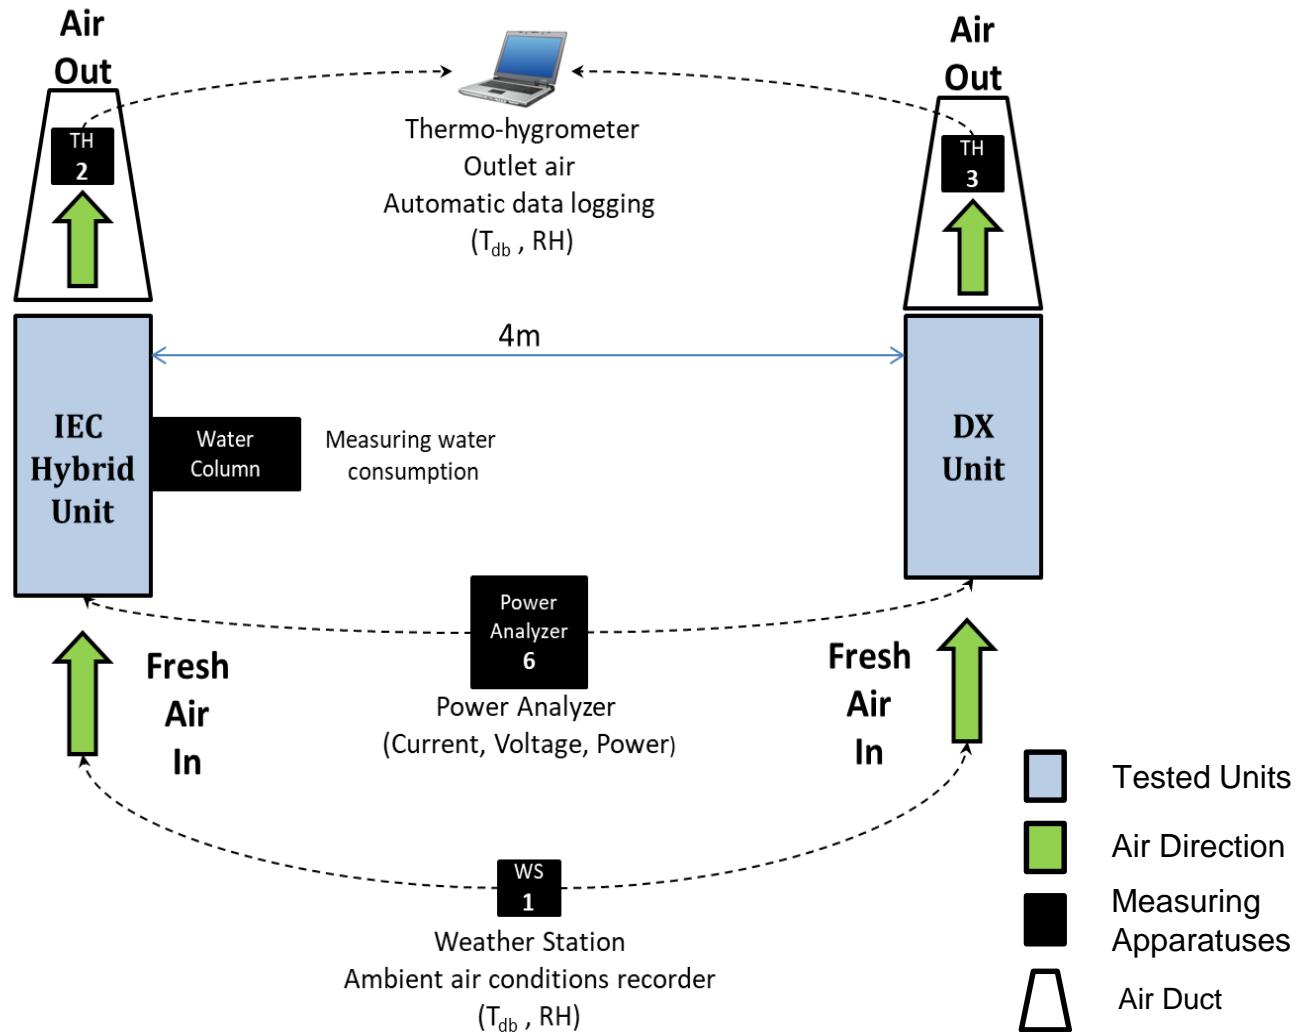 Air
Out
Air
Out
TH
2
TH
3
Thermo-hygrometer
Outlet air
Automatic data logging
(Tdb , RH)
4m
IEC
Hybrid
Unit
Water
Column
Measuring water
consumption
DX
Unit
Power
Analyzer
6
Fresh
Air
In
Power Analyzer
(Current, Voltage, Power)
Fresh
Air
In
WS
1
Weather Station
Ambient air conditions recorder
(Tdb , RH)
Tested Units
Air Direction
Measuring
Apparatuses
Air Duct